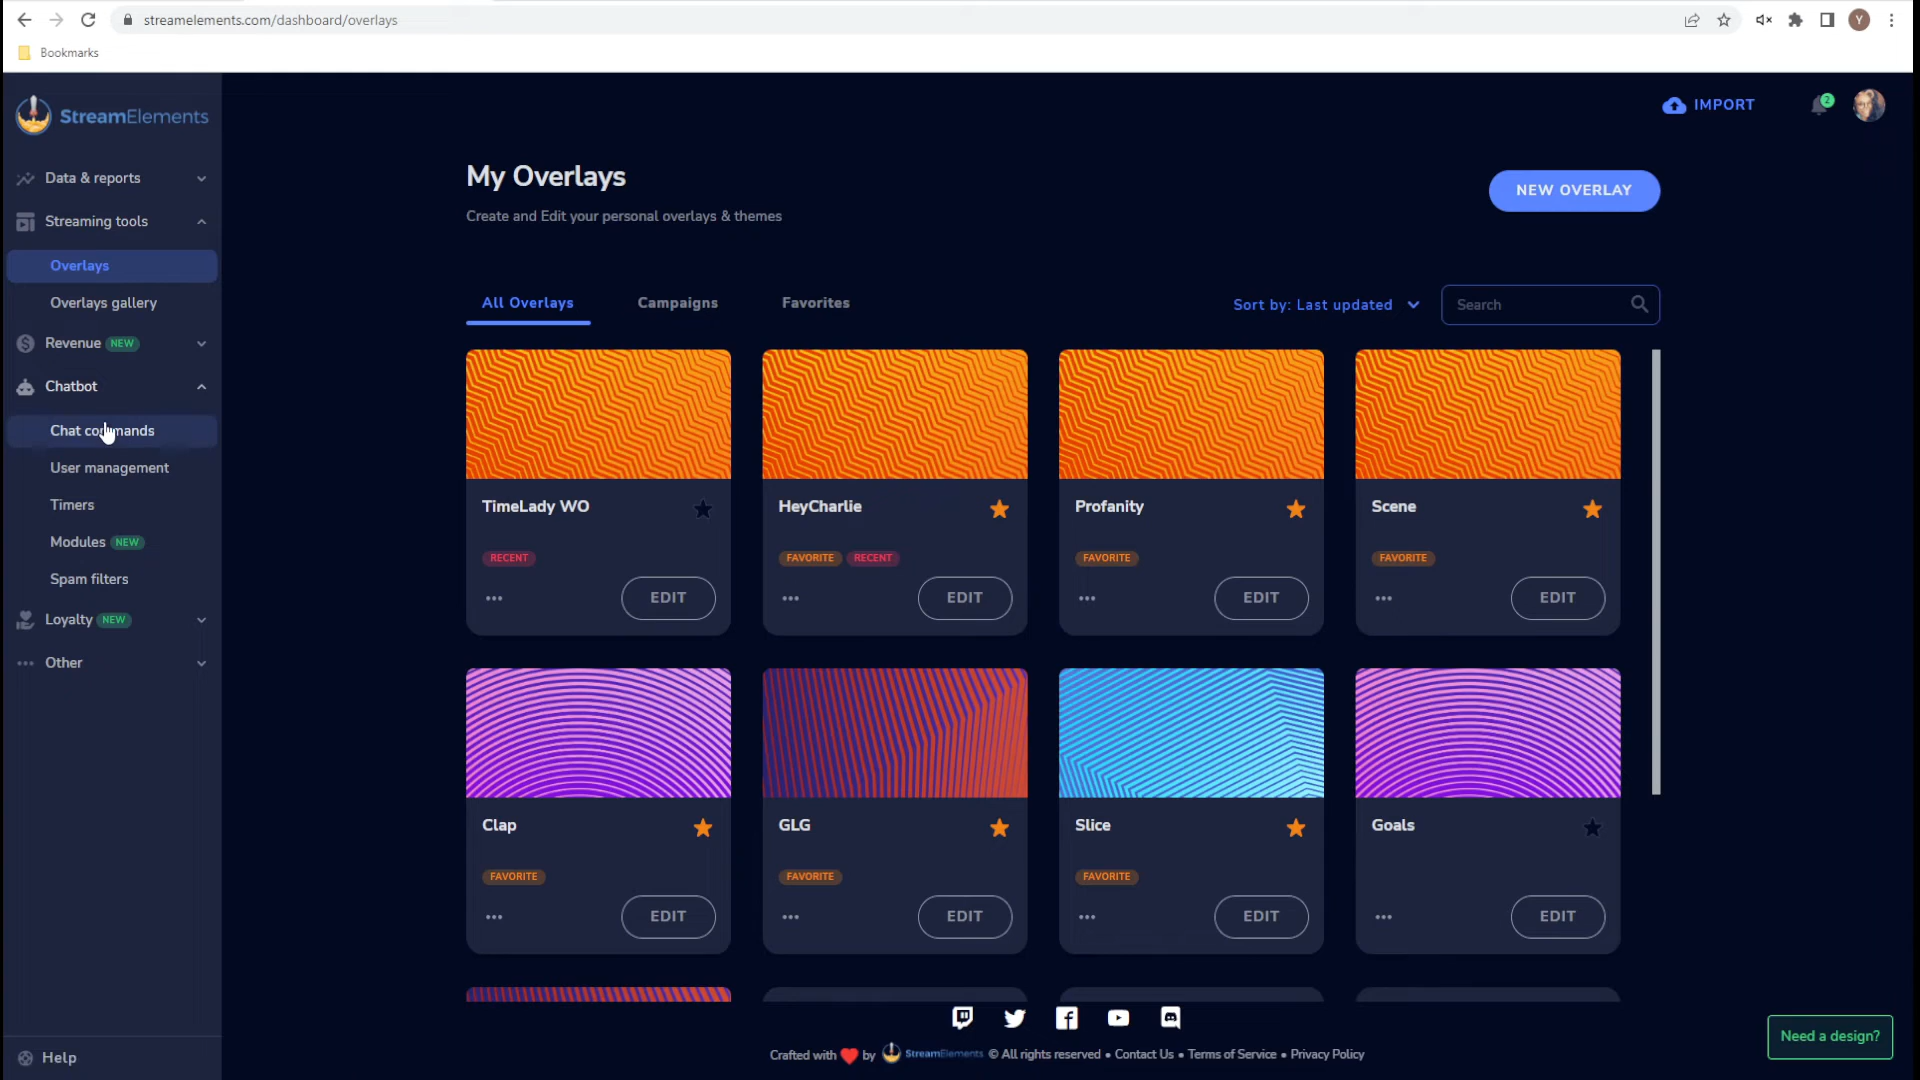 streamelements.com/dashboard/overlays
Y
Bookmarks
StreamElements
IMPORT
2
Data & reports
Streaming tools
Overlays
Overlays gallery
Revenue NEW
Chatbot
Chat commands
User management
Timers
Modules NEW
Spam filters
Loyalty NEW
Other
Help
My Overlays
Create and Edit your personal overlays & themes
NEW OVERLAY
All Overlays Campaigns Favorites Sort by: Last updated Search
TimeLady WO HeyCharlie Profanity Scene
RECENT FAVORITE RECENT FAVORITE FAVORITE
EDIT EDIT EDIT EDIT
Clap GLG Slice Goals
FAVORITE FAVORITE FAVORITE
EDIT EDIT EDIT EDIT
Crafted with by StreamElements © All rights reserved • Contact Us • Terms of Service • Privacy Policy
Need a design?